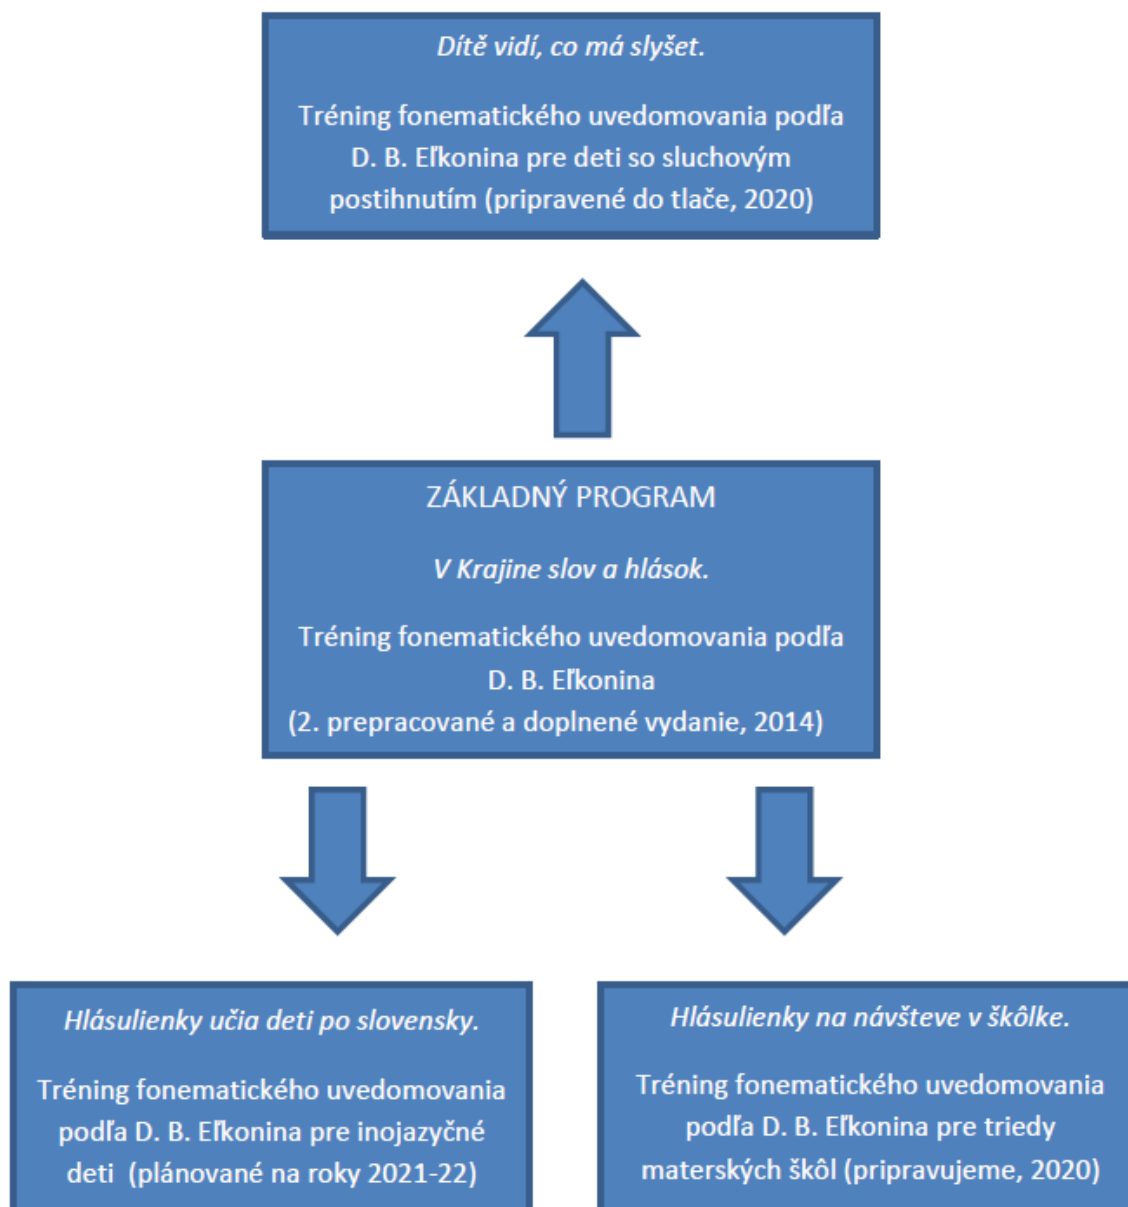 Dítě vidí, co má slyšet.
Tréning fonematického uvedomovania podľa
D. B. Eľkonina pre deti so sluchovým
postihnutím (pripravené do tlače, 2020)
ZÁKLADNÝ PROGRAM
V Krajine slov a hlások.
Tréning fonematického uvedomovania podľa
D. B. Eľkonina
(2. prepracované a doplnené vydanie, 2014)
Hlásulienky učia deti po slovensky.
Tréning fonematického uvedomovania
podľa D. B. Eľkonina pre inojazyčné
deti (plánované na roky 2021-22)
Hlásulienky na návšteve v škôlke.
Tréning fonematického uvedomovania
podľa D. B. Eľkonina pre triedy
materských škôl (pripravujeme, 2020)